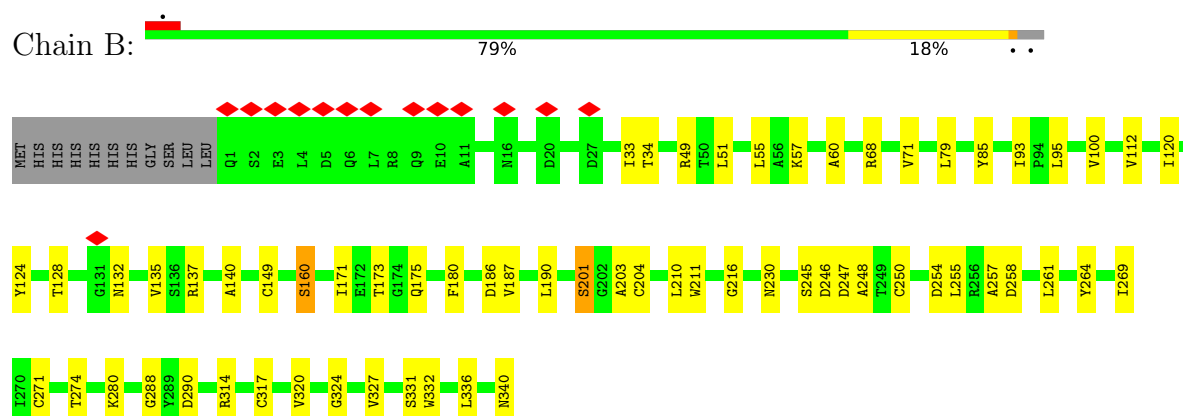 Chain B:
79% 18%
MET HIS HIS HIS HIS HIS HIS GLY SER LEU LEU Q1 S2 E3 L4 D5 Q6 L7 R8 Q9 E10 A11 N16 D20 D27 I33 T34 R49 T50 L51 L55 A56 K57 A60 R68 V71 L79 Y85 I93 P94 L95 V100 V112 I120
Y124 T128 G131 N132 V135 S136 R137 A140 C149 S160 I171 E172 T173 G174 Q175 F180 D186 V187 L190 S201 G202 A203 C204 L210 W211 G216 N230 S245 D246 D247 A248 T249 C250 D254 L255 R256 A257 D258 L261 Y264 I269
I270 C271 T274 K280 G288 Y289 D290 R314 C317 V320 G324 V327 S331 W332 L336 N340